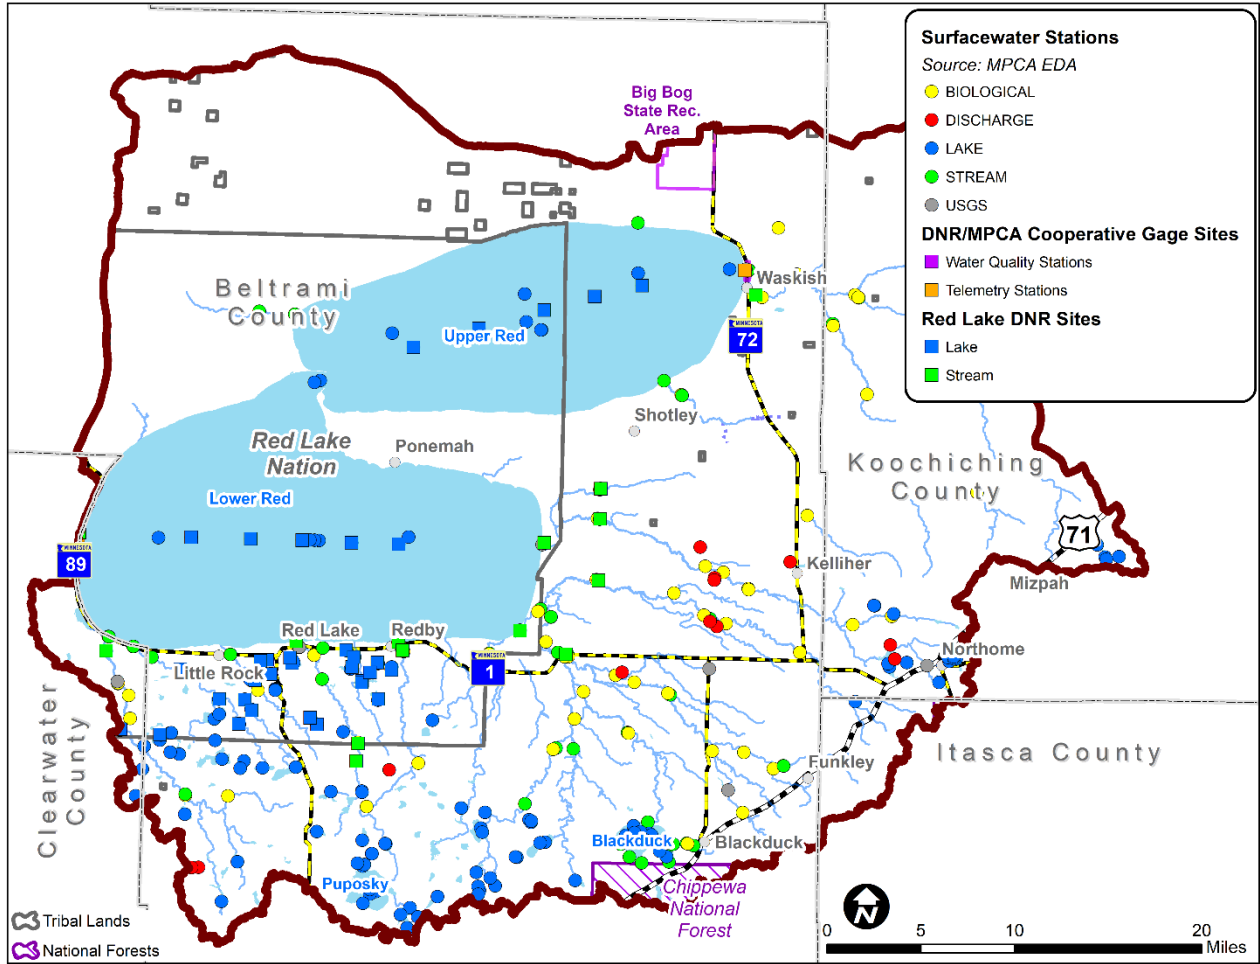 Surfacewater Stations
Source: MPCA EDA
BIOLOGICAL
DISCHARGE
LAKE
STREAM
USGS
DNR/MPCA Cooperative Gage Sites
Water Quality Stations
Telemetry Stations
Red Lake DNR Sites
Lake
Stream
Big Bog
State Rec.
Area
Waskish
Beltrami
County
Upper Red
MINNESOTA
72
Shotley
Red Lake
Nation
Ponemah
Koochiching
County
Lower Red
71
MINNESOTA
89
Kelliher
Mizpah
Red Lake
Redby
Little Rock
MINNESOTA
1
Northome
Clearwater
County
Itasca County
Funkley
Blackduck
Blackduck
Puposky
Chippewa
National
Forest
N
Tribal Lands
National Forests
0 5 10 20
Miles